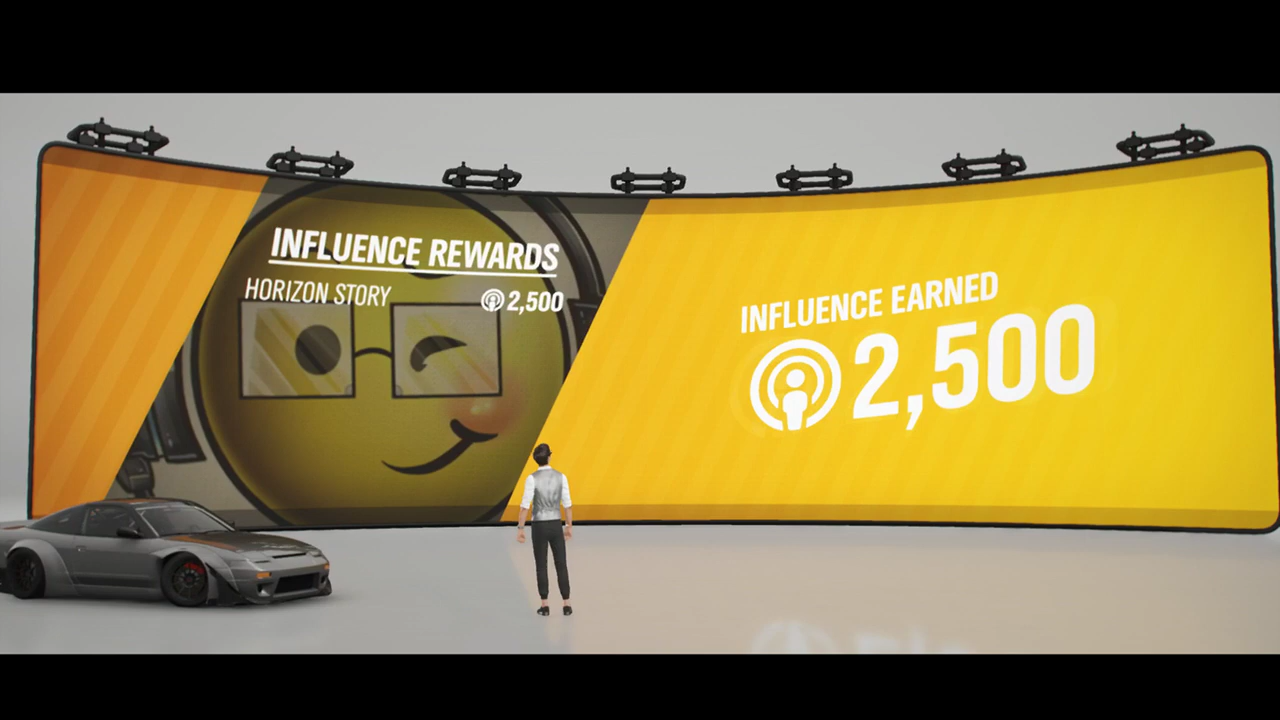 INFLUENCE REWARDS
HORIZON STORY 2,500
INFLUENCE EARNED
2,500